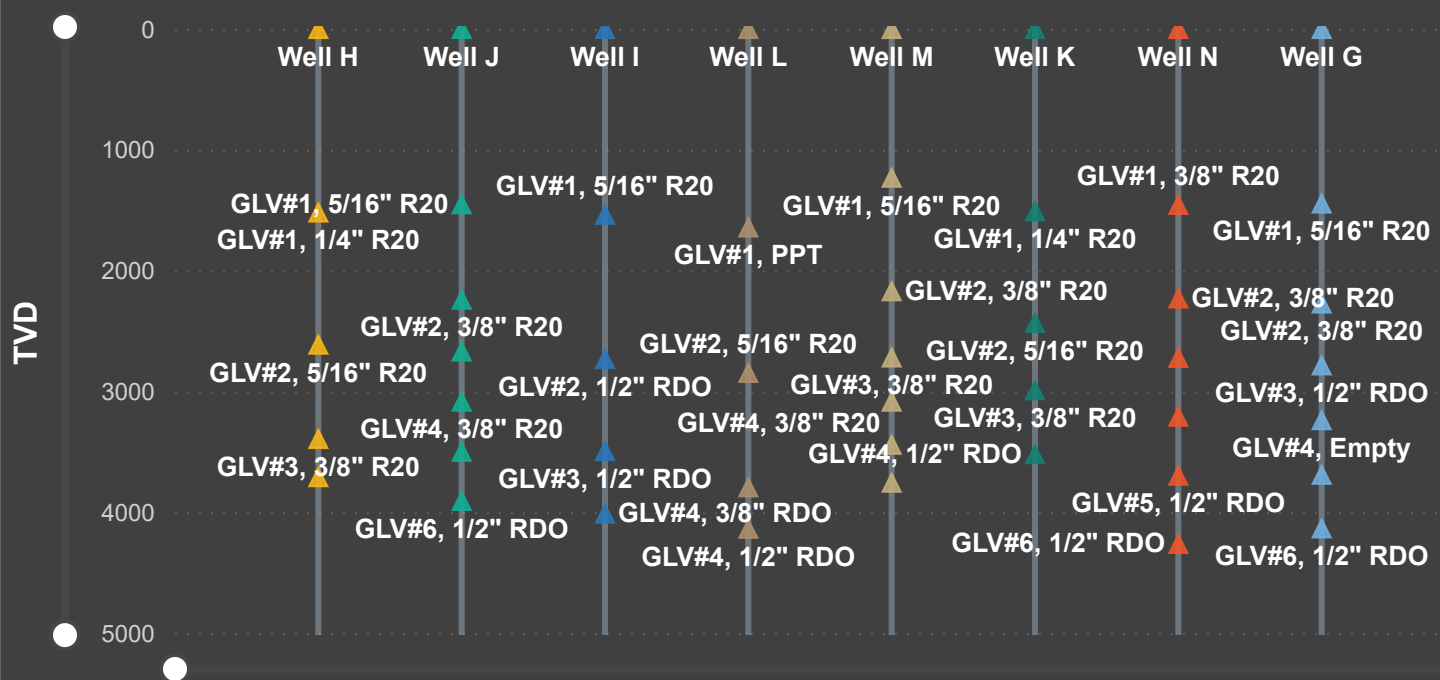 0
Well H
Well J
Well I
Well L
Well M
Well K
Well N
Well G
1000
GLV#1, 3/8" R20
GLV#1, 5/16" R20
GLV#1, 5/16" R20
GLV#1, 5/16" R20
GLV#1, 5/16" R20
GLV#1, 1/4" R20
GLV#1, 1/4" R20
GLV#1, PPT
2000
GLV#2, 3/8" R20
GLV#2, 3/8" R20
GLV#2, 3/8" R20
GLV#2, 3/8" R20
TVD
GLV#2, 5/16" R20
GLV#2, 5/16" R20
GLV#2, 5/16" R20
GLV#2, 1/2" RDO
GLV#3, 3/8" R20
3000
GLV#3, 1/2" RDO
GLV#3, 3/8" R20
GLV#4, 3/8" R20
GLV#4, 3/8" R20
GLV#4, Empty
GLV#4, 1/2" RDO
GLV#3, 3/8" R20
GLV#3, 1/2" RDO
GLV#5, 1/2" RDO
4000
GLV#4, 3/8" RDO
GLV#6, 1/2" RDO
GLV#6, 1/2" RDO
GLV#4, 1/2" RDO
GLV#6, 1/2" RDO
5000